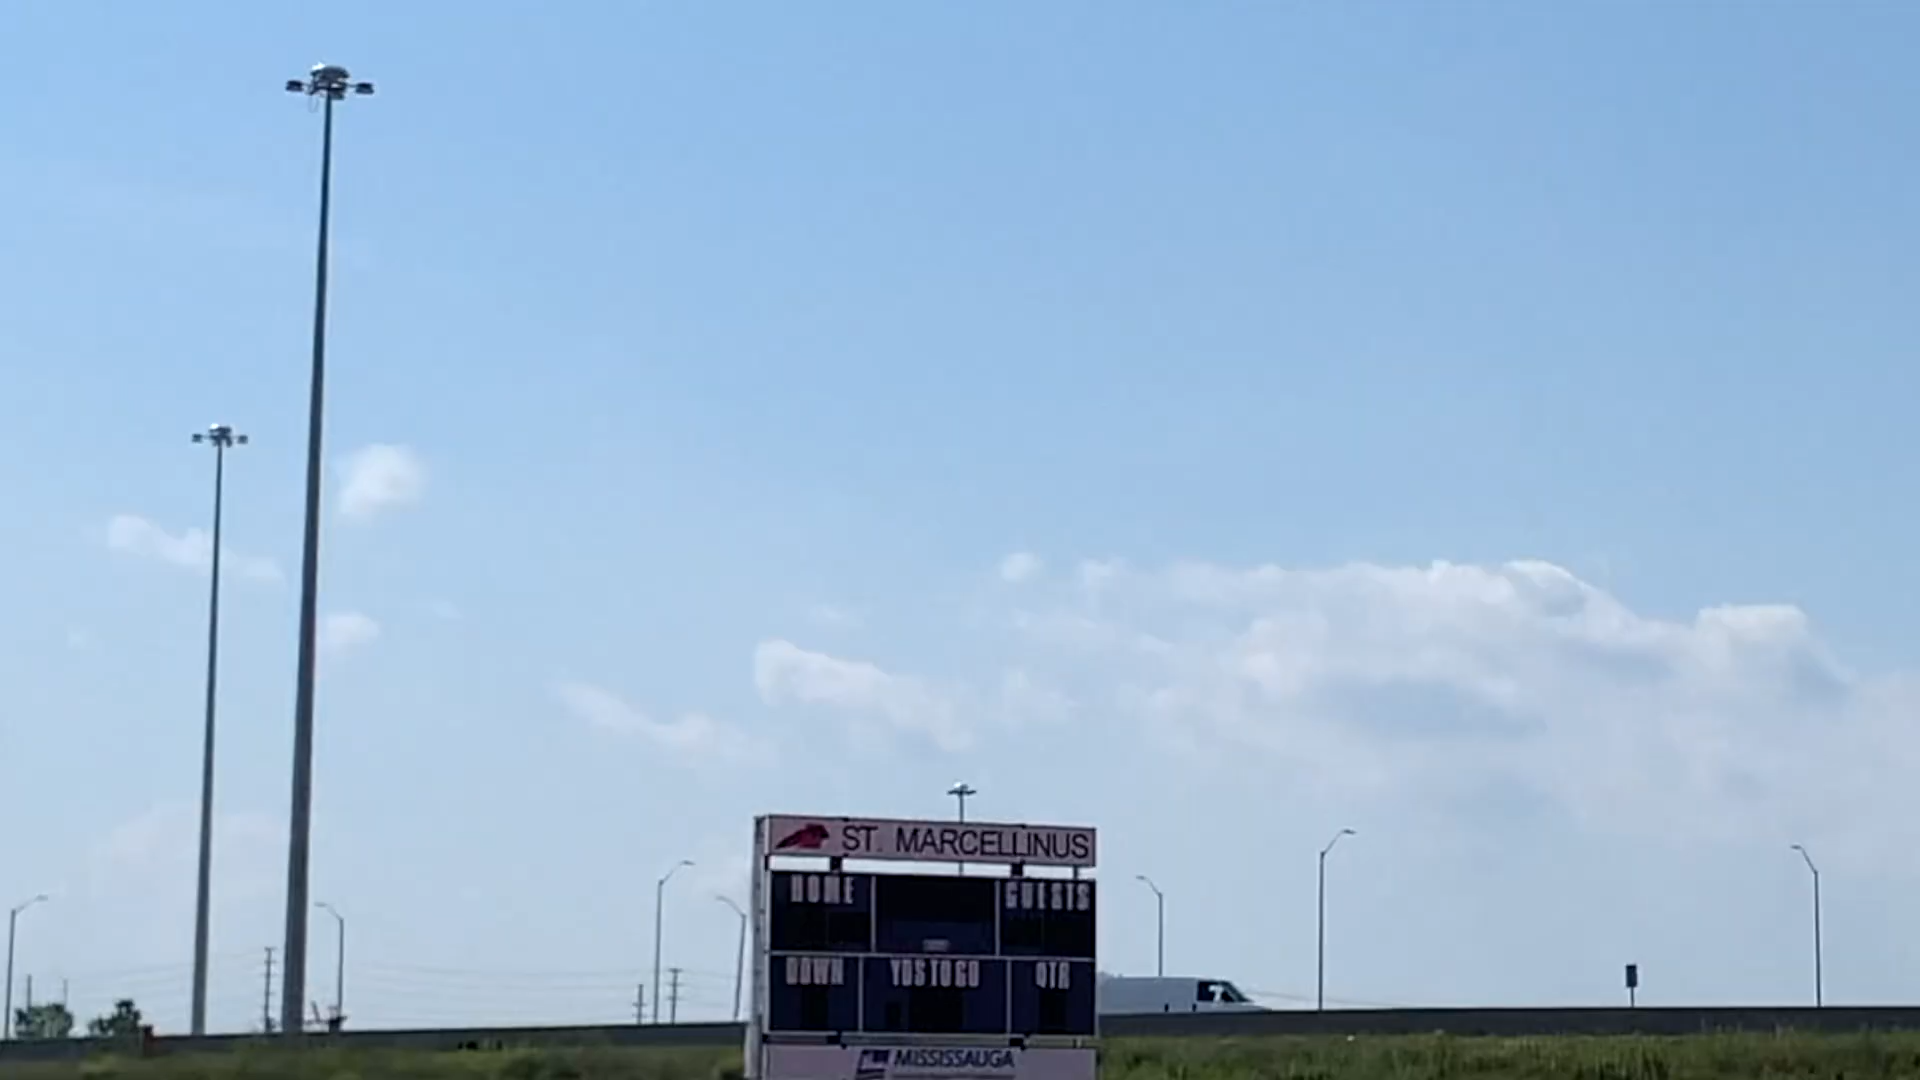 ST. MARCELLINUS
HOME GUESTS
DOWN YDS TO GO QTR
MISSISSAUGA